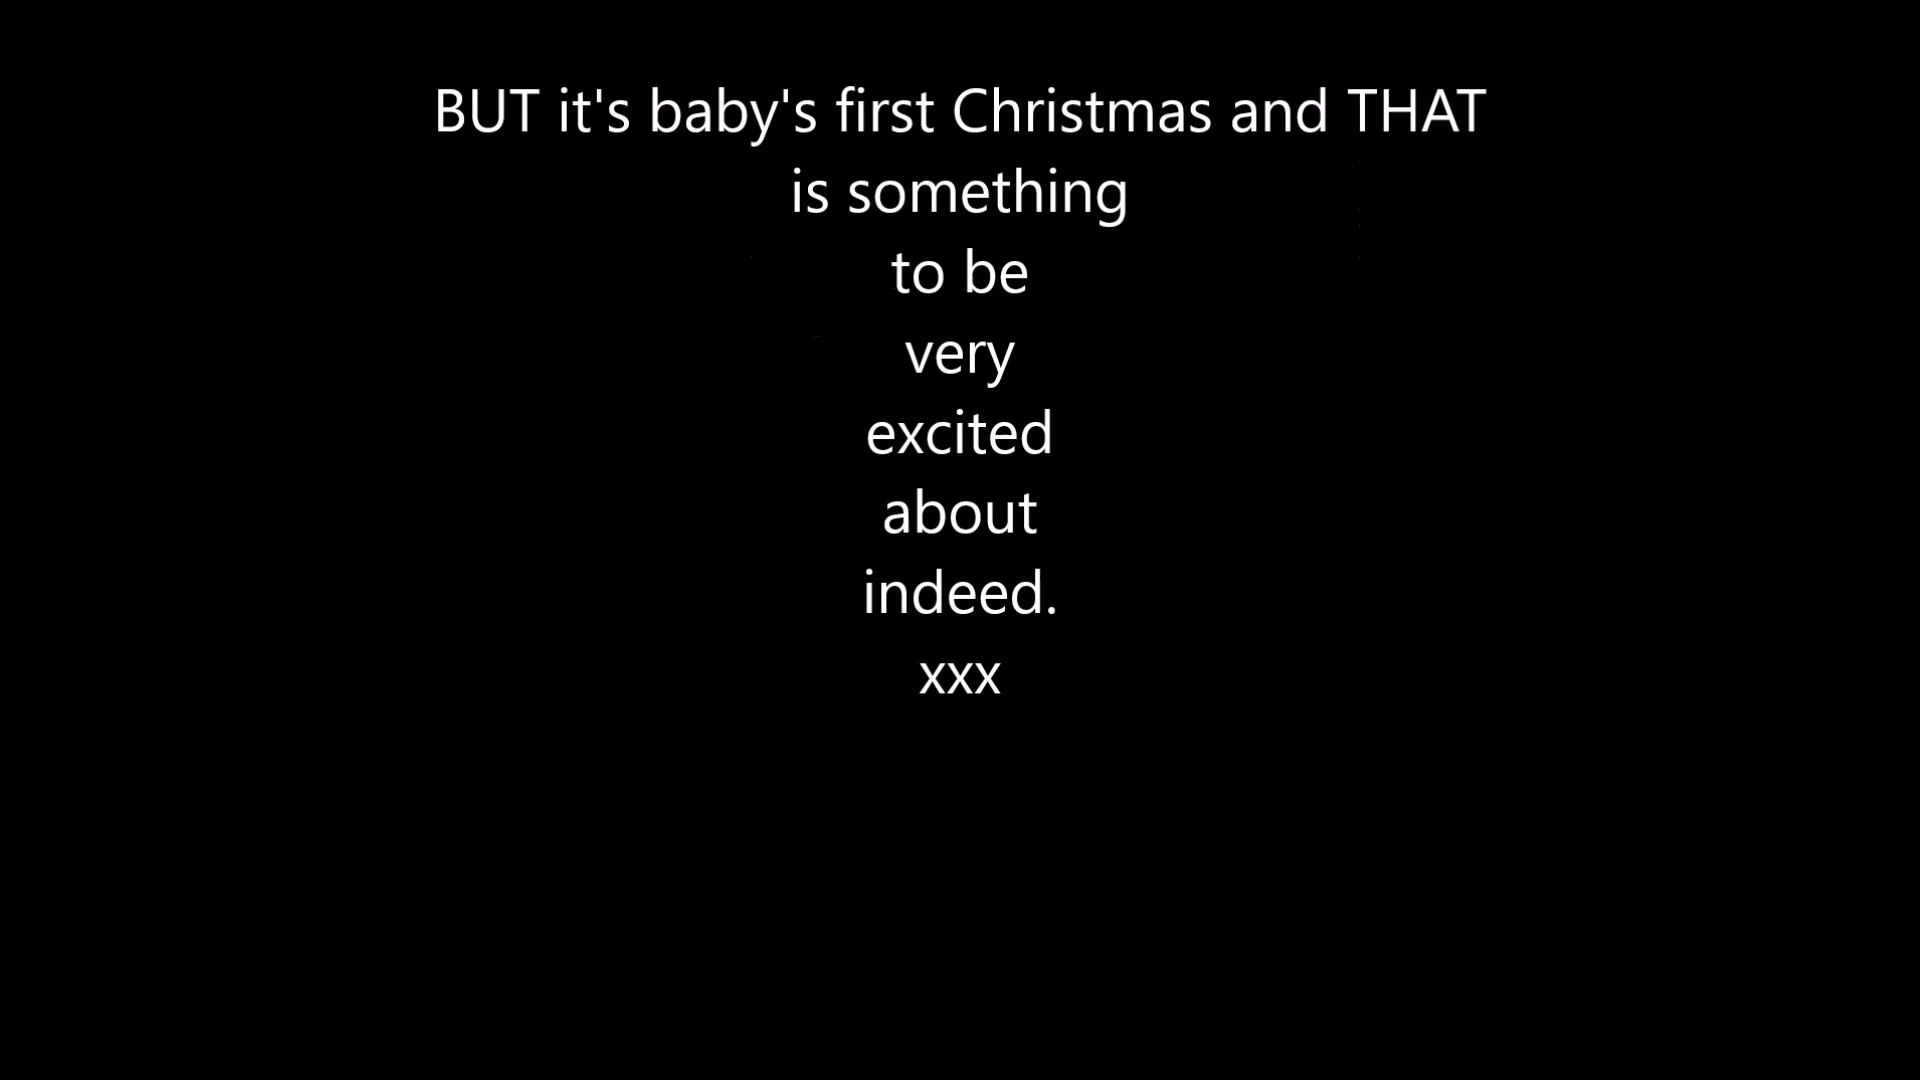 BUT it's baby's first Christmas and THAT
is something
to be
very
excited
about
indeed.
xxx